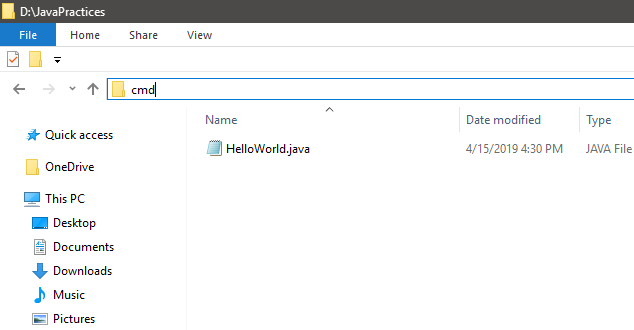 D:\JavaPractices
File Home Share View
cmd
Name Date modified Type
Quick access
HelloWorld.java 4/15/2019 4:30 PM JAVA File
OneDrive
This PC
Desktop
Documents
Downloads
Music
Pictures